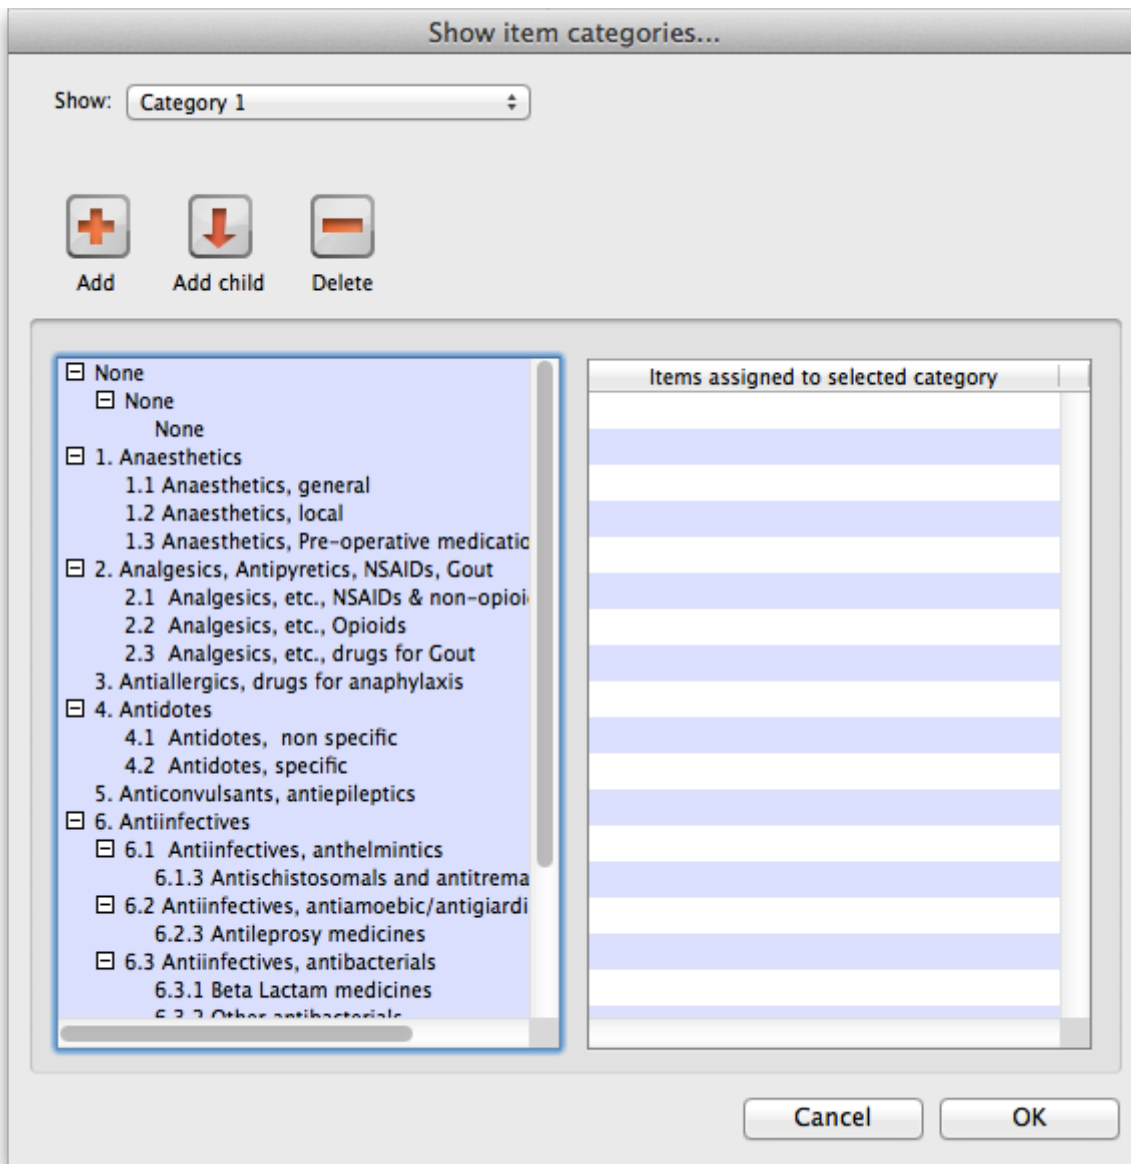 Show item categories...
Show: Category 1
Add Add child Delete
None
None
None
1. Anaesthetics
1.1 Anaesthetics, general
1.2 Anaesthetics, local
1.3 Anaesthetics, Pre-operative medicatio
2. Analgesics, Antipyretics, NSAIDs, Gout
2.1 Analgesics, etc., NSAIDs & non-opioi
2.2 Analgesics, etc., Opioids
2.3 Analgesics, etc., drugs for Gout
3. Antiallergics, drugs for anaphylaxis
4. Antidotes
4.1 Antidotes, non specific
4.2 Antidotes, specific
5. Anticonvulsants, antiepileptics
6. Antiinfectives
6.1 Antiinfectives, anthelmintics
6.1.3 Antischistosomals and antitrema
6.2 Antiinfectives, antiamoebic/antigiardi
6.2.3 Antileprosy medicines
6.3 Antiinfectives, antibacterials
6.3.1 Beta Lactam medicines
6.3.2 Other antibacterials
Items assigned to selected category
Cancel OK